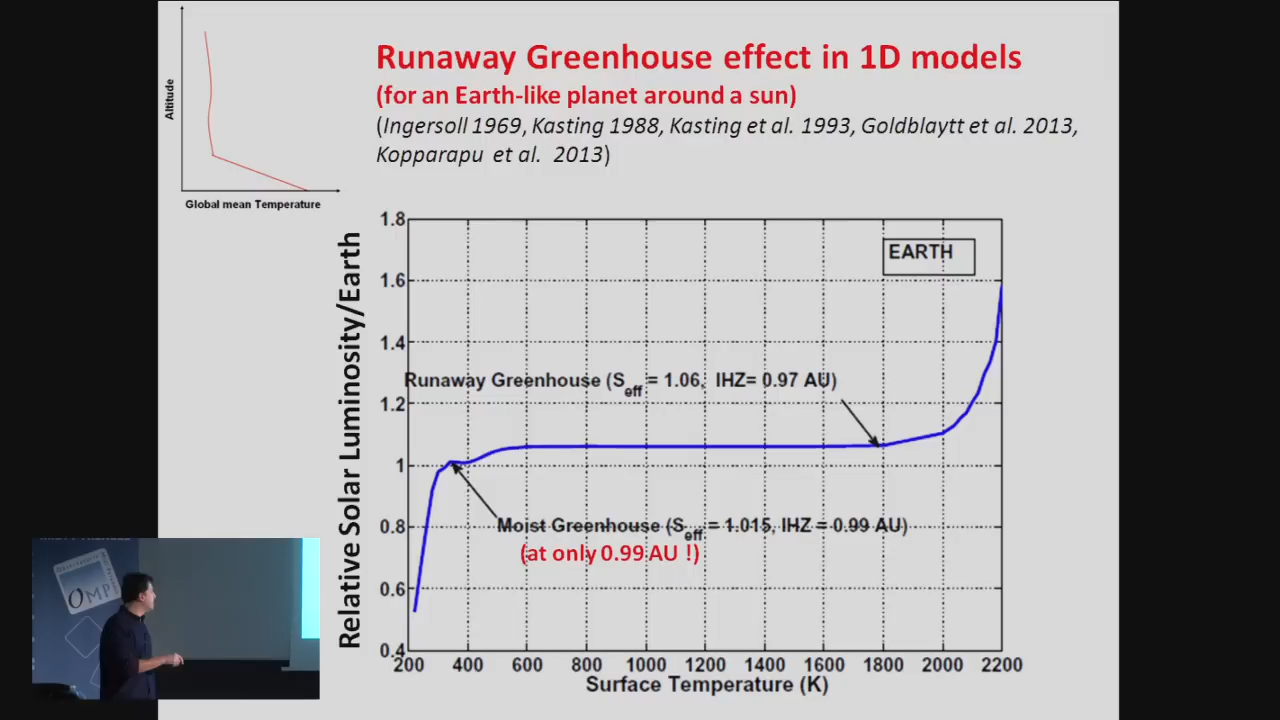 Runaway Greenhouse effect in 1D models
(for an Earth-like planet around a sun)
(Ingersoll 1969, Kasting 1988, Kasting et al. 1993, Goldblaytt et al. 2013,
Kopparapu et al. 2013)
Altitude
Global mean Temperature
Relative Solar Luminosity/Earth
1.8
1.6
1.4
1.2
1
0.8
0.6
0.4
EARTH
Runaway Greenhouse (Seff = 1.06, IHZ= 0.97 AU)
Moist Greenhouse (Seff = 1.015, IHZ = 0.99 AU)
(at only 0.99 AU !)
200 400 600 800 1000 1200 1400 1600 1800 2000 2200
Surface Temperature (K)
OMP